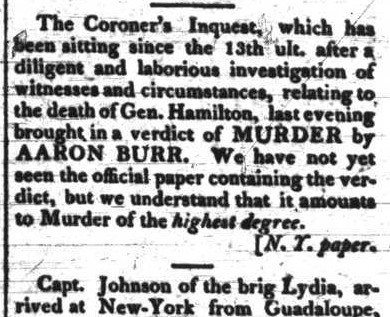 The Coroner's Inquest, which has
been sitting since the 13th ult. after a
diligent and laborious investigation of
witnesses and circumstances, relating to
the death of Gen. Hamilton, last evening
brought in a verdict of MURDER by
AARON BURR. We have not yet
seen the official paper containing the ver-
dict, but we understand that it amounts
to Murder of the highest degree.
[N. Y. paper.
Capt. Johnson of the brig Lydia, ar-
rived at New-York from Guadaloupe,